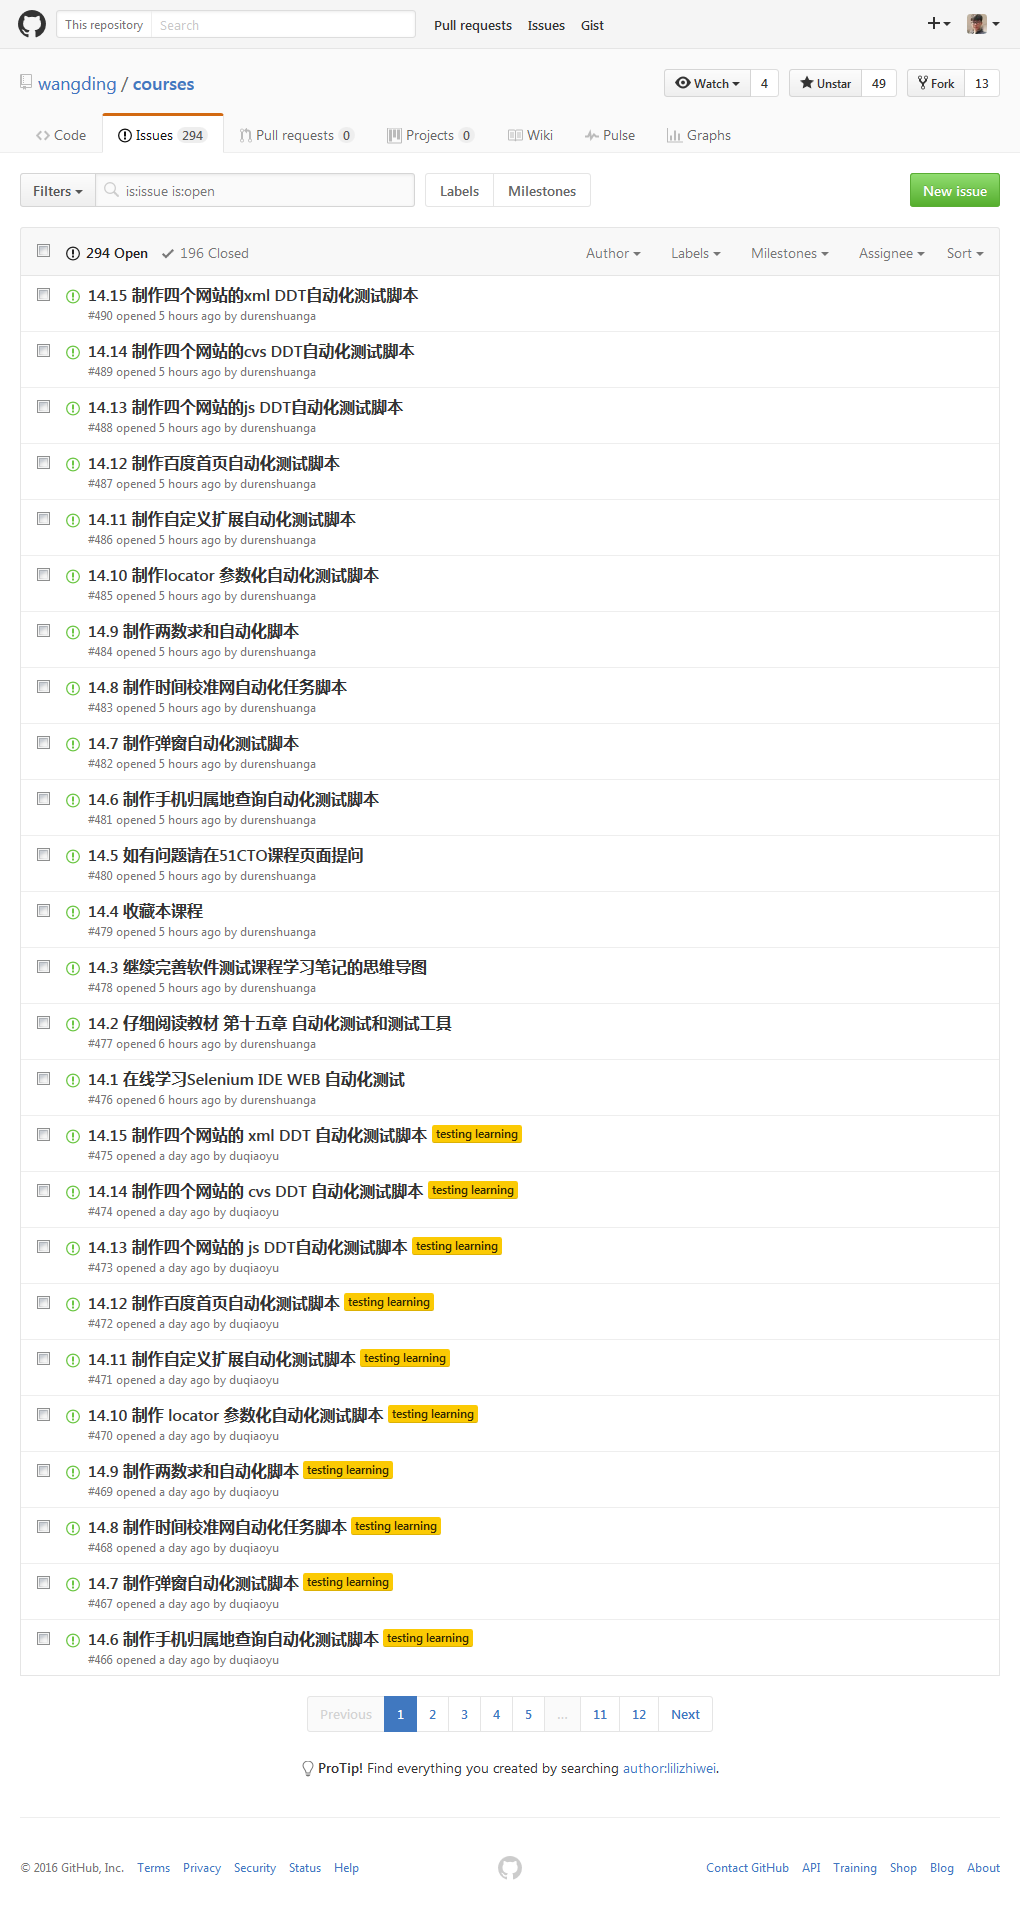 This repository Search Pull requests Issues Gist
wangding / courses Watch 4 Unstar 49 Fork 13
Code Issues 294 Pull requests 0 Projects 0 Wiki Pulse Graphs
Filters is:issue is:open Labels Milestones New issue
294 Open 196 Closed Author Labels Milestones Assignee Sort
14.15 制作四个网站的xml DDT自动化测试脚本
#490 opened 5 hours ago by durenshuanga
14.14 制作四个网站的cvs DDT自动化测试脚本
#489 opened 5 hours ago by durenshuanga
14.13 制作四个网站的js DDT自动化测试脚本
#488 opened 5 hours ago by durenshuanga
14.12 制作百度首页自动化测试脚本
#487 opened 5 hours ago by durenshuanga
14.11 制作自定义扩展自动化测试脚本
#486 opened 5 hours ago by durenshuanga
14.10 制作locator 参数化自动化测试脚本
#485 opened 5 hours ago by durenshuanga
14.9 制作两数求和自动化脚本
#484 opened 5 hours ago by durenshuanga
14.8 制作时间校准网自动化任务脚本
#483 opened 5 hours ago by durenshuanga
14.7 制作弹窗自动化测试脚本
#482 opened 5 hours ago by durenshuanga
14.6 制作手机归属地查询自动化测试脚本
#481 opened 5 hours ago by durenshuanga
14.5 如有问题请在51CTO课程页面提问
#480 opened 5 hours ago by durenshuanga
14.4 收藏本课程
#479 opened 5 hours ago by durenshuanga
14.3 继续完善软件测试课程学习笔记的思维导图
#478 opened 5 hours ago by durenshuanga
14.2 仔细阅读教材 第十五章 自动化测试和测试工具
#477 opened 6 hours ago by durenshuanga
14.1 在线学习Selenium IDE WEB 自动化测试
#476 opened 6 hours ago by durenshuanga
14.15 制作四个网站的 xml DDT 自动化测试脚本 testing learning
#475 opened a day ago by duqiaoyu
14.14 制作四个网站的 cvs DDT 自动化测试脚本 testing learning
#474 opened a day ago by duqiaoyu
14.13 制作四个网站的 js DDT自动化测试脚本 testing learning
#473 opened a day ago by duqiaoyu
14.12 制作百度首页自动化测试脚本 testing learning
#472 opened a day ago by duqiaoyu
14.11 制作自定义扩展自动化测试脚本 testing learning
#471 opened a day ago by duqiaoyu
14.10 制作 locator 参数化自动化测试脚本 testing learning
#470 opened a day ago by duqiaoyu
14.9 制作两数求和自动化脚本 testing learning
#469 opened a day ago by duqiaoyu
14.8 制作时间校准网自动化任务脚本 testing learning
#468 opened a day ago by duqiaoyu
14.7 制作弹窗自动化测试脚本 testing learning
#467 opened a day ago by duqiaoyu
14.6 制作手机归属地查询自动化测试脚本 testing learning
#466 opened a day ago by duqiaoyu
Previous 1 2 3 4 5 ... 11 12 Next
ProTip! Find everything you created by searching author:lilizhiwei.
© 2016 GitHub, Inc. Terms Privacy Security Status Help Contact GitHub API Training Shop Blog About